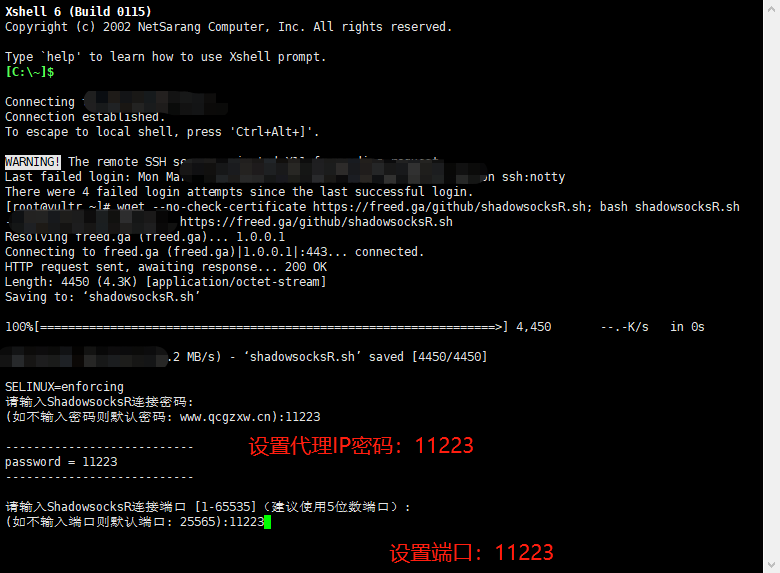 Xshell 6 (Build 0115)
Copyright (c) 2002 NetSarang Computer, Inc. All rights reserved.
Type `help' to learn how to use Xshell prompt.
[C:\~]$
Connecting
Connection established.
To escape to local shell, press 'Ctrl+Alt+]'.
WARNING! The remote SSH
Last failed login: Mon on ssh:notty
There were 4 failed login attempts since the last successful login.
[root@vultr ~]# wget --no-check-certificate https://freed.ga/github/shadowsocksR.sh; bash shadowsocksR.sh
https://freed.ga/github/shadowsocksR.sh
Resolving freed.ga (freed.ga)... 1.0.0.1
Connecting to freed.ga (freed.ga)|1.0.0.1|:443... connected.
HTTP request sent, awaiting response... 200 OK
Length: 4450 (4.3K) [application/octet-stream]
Saving to: ‘shadowsocksR.sh’
100%[=================================================================>] 4,450 --.-K/s in 0s
.2 MB/s) - ‘shadowsocksR.sh’ saved [4450/4450]
SELINUX=enforcing
请输入ShadowsocksR连接密码:
(如不输入密码则默认密码: www.qcgzxw.cn):11223
---------------------------
设置代理IP密码：11223
password = 11223
---------------------------
请输入ShadowsocksR连接端口 [1-65535]（建议使用5位数端口）:
(如不输入端口则默认端口: 25565):11223
设置端口：11223